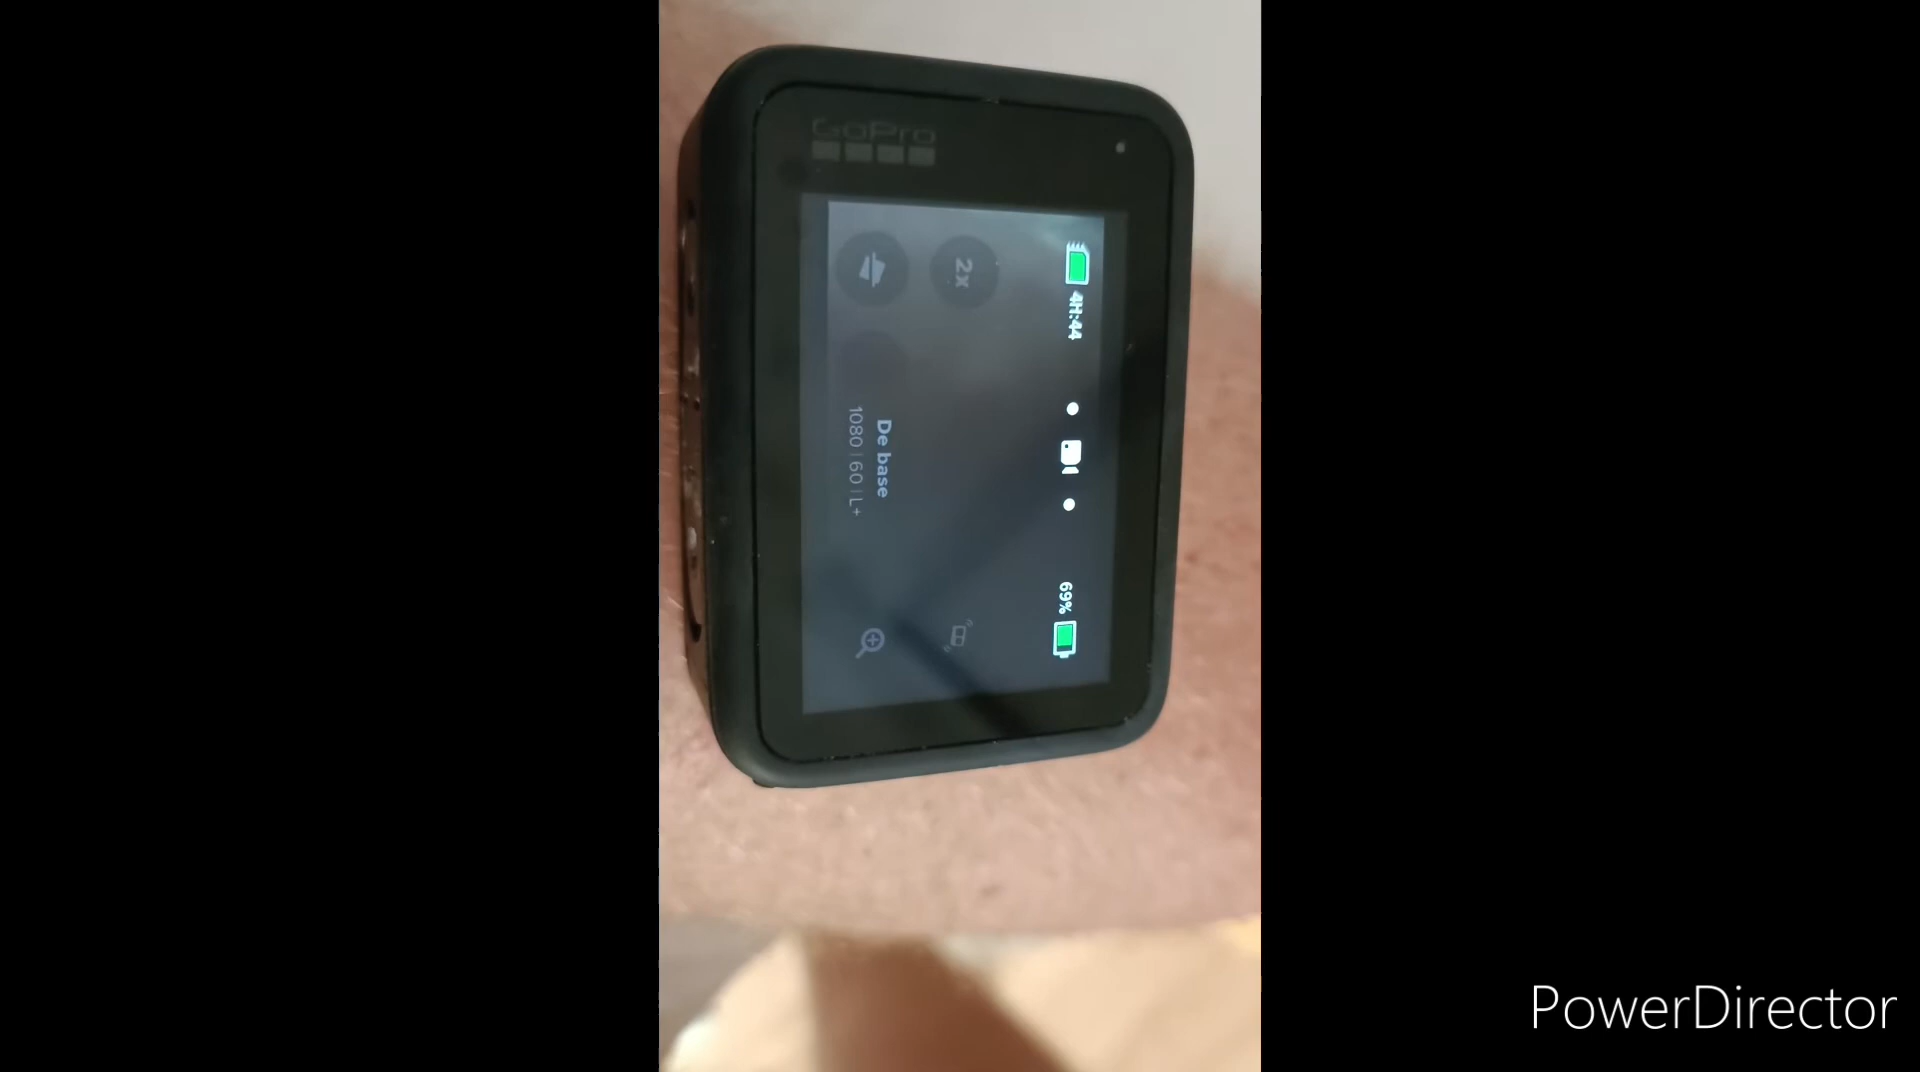 GoPro
4H:44
69%
2x
De base
1080 | 60 | L+
PowerDirector